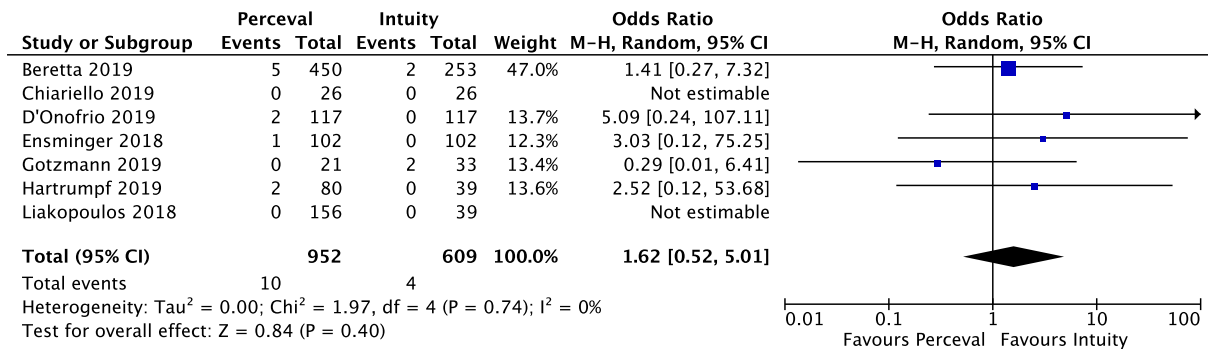 Perceval Intuity Odds Ratio Odds Ratio
Study or Subgroup Events Total Events Total Weight M-H, Random, 95% CI M-H, Random, 95% CI
Beretta 2019 5 450 2 253 47.0% 1.41 [0.27, 7.32]
Chiariello 2019 0 26 0 26 Not estimable
D'Onofrio 2019 2 117 0 117 13.7% 5.09 [0.24, 107.11]
Ensminger 2018 1 102 0 102 12.3% 3.03 [0.12, 75.25]
Gotzmann 2019 0 21 2 33 13.4% 0.29 [0.01, 6.41]
Hartrumpf 2019 2 80 0 39 13.6% 2.52 [0.12, 53.68]
Liakopoulos 2018 0 156 0 39 Not estimable
Total (95% CI) 952 609 100.0% 1.62 [0.52, 5.01]
Total events 10 4
Heterogeneity: Tau² = 0.00; Chi² = 1.97, df = 4 (P = 0.74); I² = 0%
Test for overall effect: Z = 0.84 (P = 0.40)
0.01 0.1 1 10 100
Favours Perceval Favours Intuity